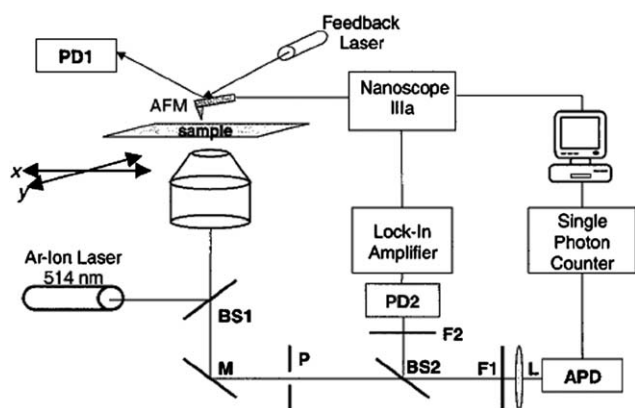 Feedback
Laser
PD1
AFM
Nanoscope
IIIa
sample
x
y
Lock-In
Amplifier
Single
Photon
Counter
Ar-Ion Laser
514 nm
PD2
BS1
F2
M
P
BS2
F1
L
APD